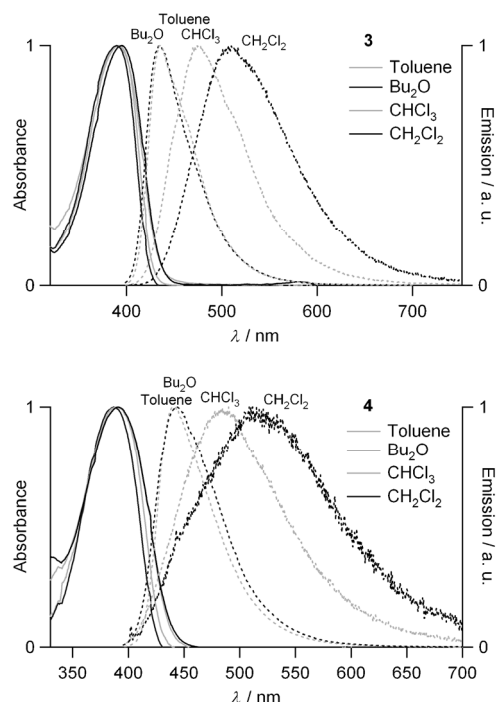 Toluene
Bu2O CHCl3 CH2Cl2 3
1 1
Toluene
Bu2O
CHCl3
CH2Cl2
Absorbance
Emission / a. u.
0 0
400 500 600 700
λ / nm
Bu2O
Toluene CHCl3 CH2Cl2 4
1 1
Toluene
Bu2O
CHCl3
CH2Cl2
Absorbance
Emission / a. u.
0 0
350 400 450 500 550 600 650 700
λ / nm